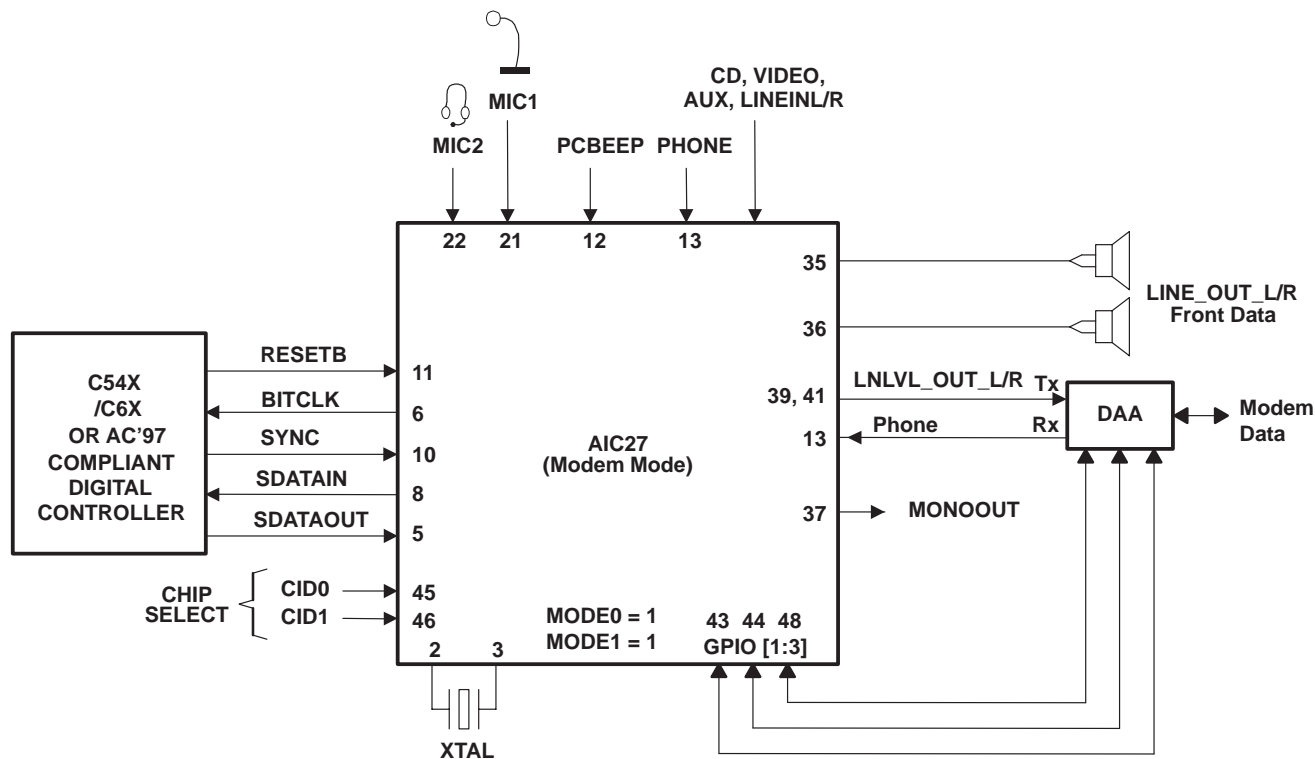 CD, VIDEO,
AUX, LINEINL/R
MIC1
MIC2
PCBEEP
PHONE
22
21
12
13
35
36
LINE_OUT_L/R
Front Data
C54X
/C6X
OR AC’97
COMPLIANT
DIGITAL
CONTROLLER
RESETB
11
BITCLK
6
SYNC
10
SDATAIN
8
SDATAOUT
5
AIC27
(Modem Mode)
39, 41
LNLVL_OUT_L/R
Tx
13
Phone
Rx
DAA
Modem
Data
37
MONOOUT
CHIP
SELECT
CID0
45
CID1
46
MODE0 = 1
MODE1 = 1
43 44 48
GPIO [1:3]
2
3
XTAL